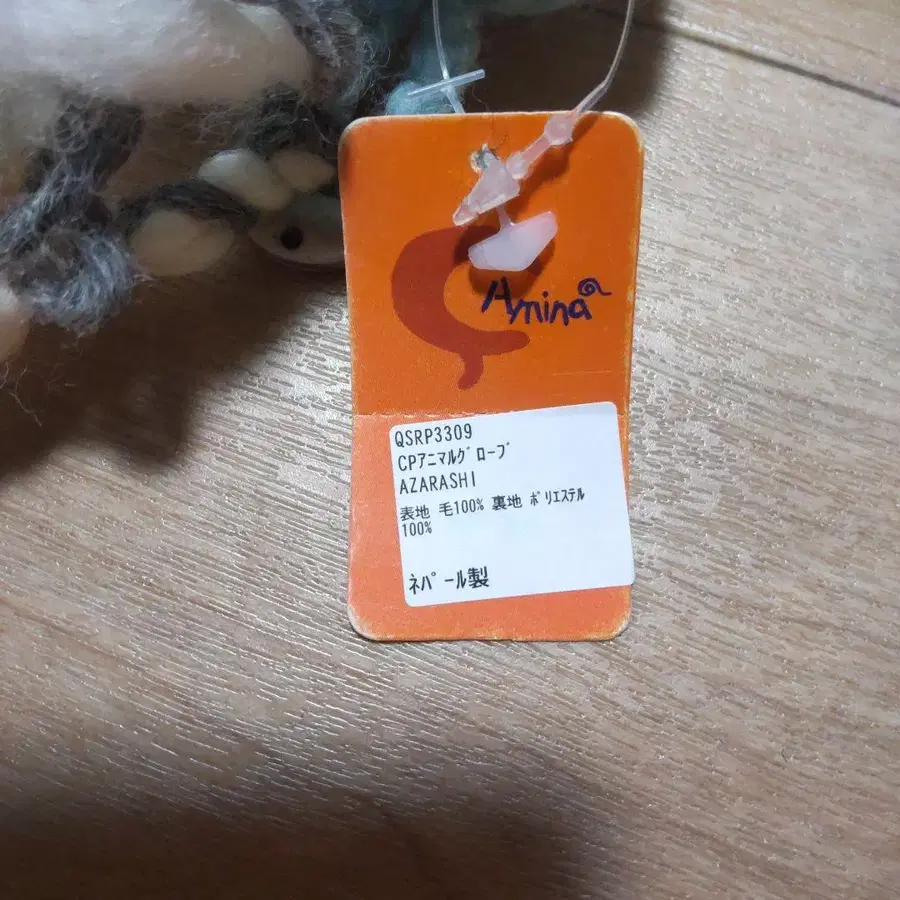 Amina
QSRP3309
CPアニマルグローブ
AZARASHI
表地 毛100% 裏地 ポリエステル
100%
ネパール製